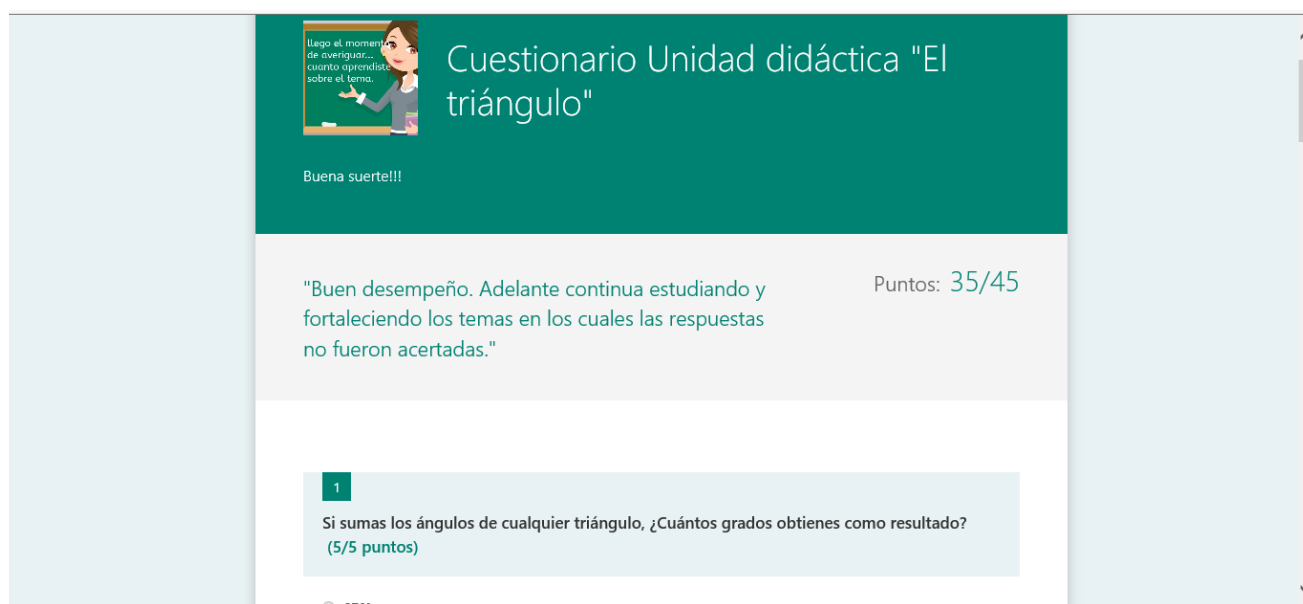 llego el momento
de averiguar...
cuanto aprendiste
sobre el tema.
Cuestionario Unidad didáctica "El
triángulo"
Buena suerte!!!
"Buen desempeño. Adelante continua estudiando y
fortaleciendo los temas en los cuales las respuestas
no fueron acertadas."
Puntos: 35/45
1
Si sumas los ángulos de cualquier triángulo, ¿Cuántos grados obtienes como resultado?
(5/5 puntos)